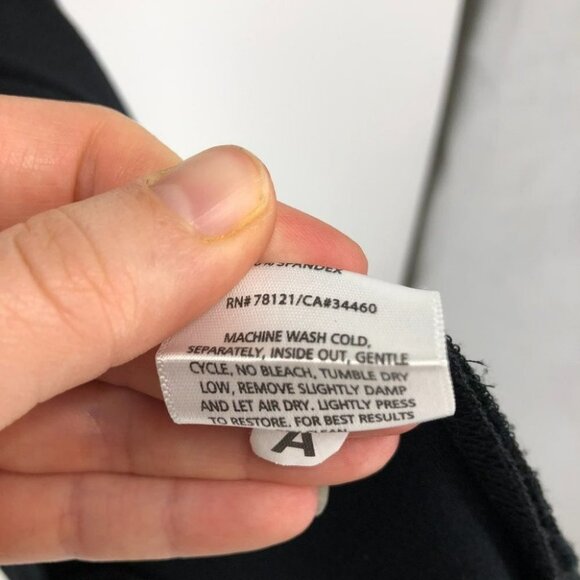 SPANDEX
RN# 78121/CA#34460
MACHINE WASH COLD,
SEPARATELY, INSIDE OUT, GENTLE
CYCLE, NO BLEACH, TUMBLE DRY
LOW, REMOVE SLIGHTLY DAMP
AND LET AIR DRY. LIGHTLY PRESS
TO RESTORE. FOR BEST RESULTS
CLEAN
A